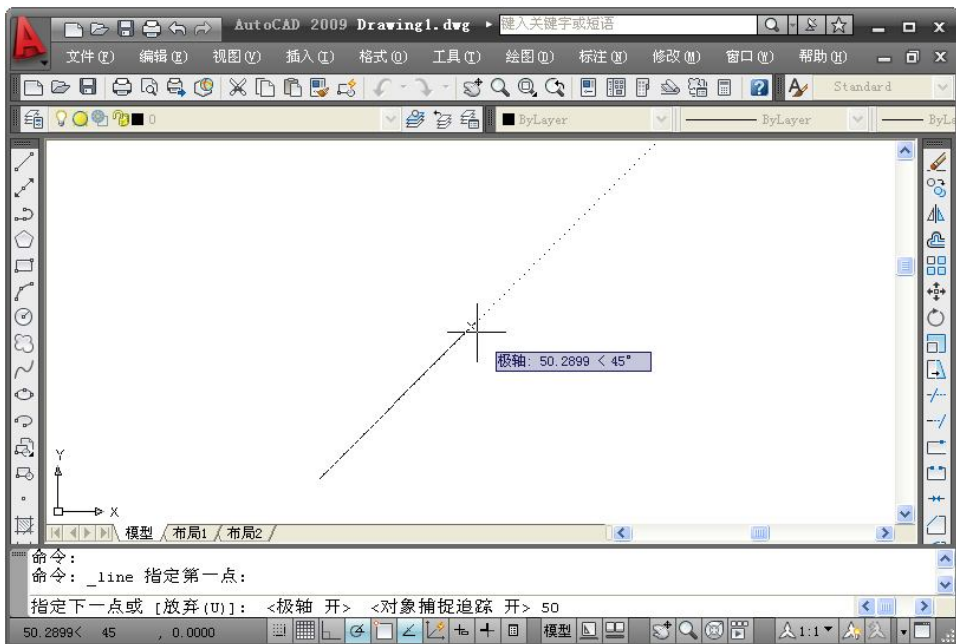 AutoCAD 2009 Drawing1.dwg 键入关键字或短语
文件(F) 编辑(E) 视图(V) 插入(I) 格式(O) 工具(T) 绘图(D) 标注(N) 修改(M) 窗口(W) 帮助(H)
Standard
0 ByLayer ByLayer ByL
极轴: 50.2899 < 45°
Y
X
模型 布局1 布局2
命令:
命令: _line 指定第一点:
指定下一点或 [放弃(U)]: <极轴 开> <对象捕捉追踪 开> 50
50.2899< 45 , 0.0000 模型 1:1